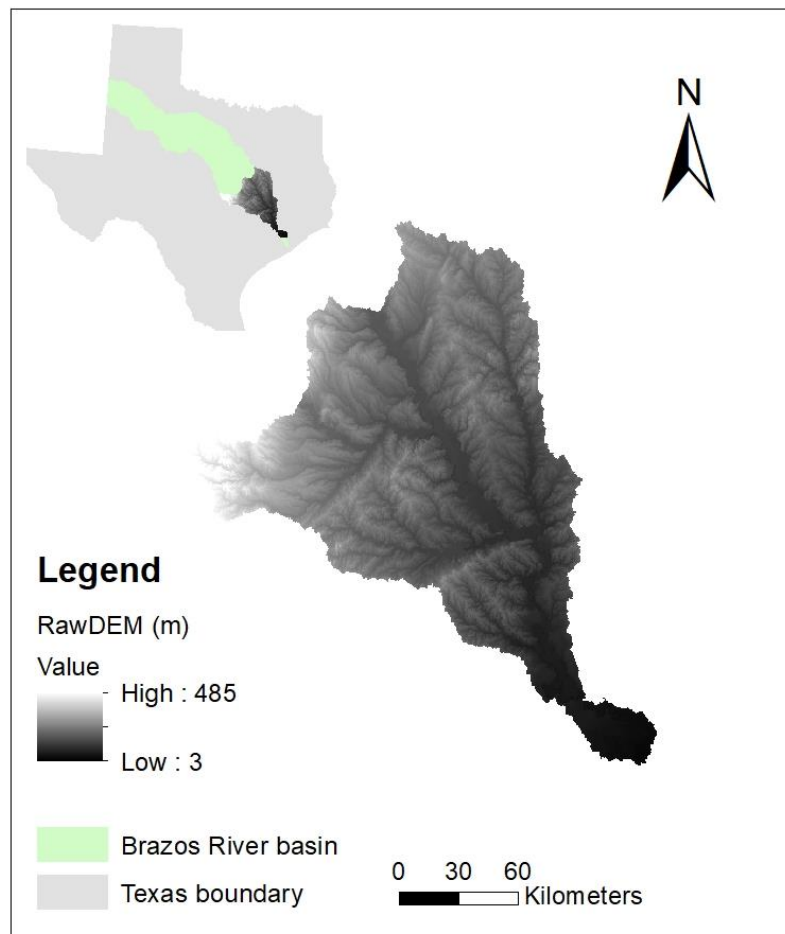 N
Legend
RawDEM (m)
Value
High : 485
Low : 3
Brazos River basin
Texas boundary
0 30 60
Kilometers